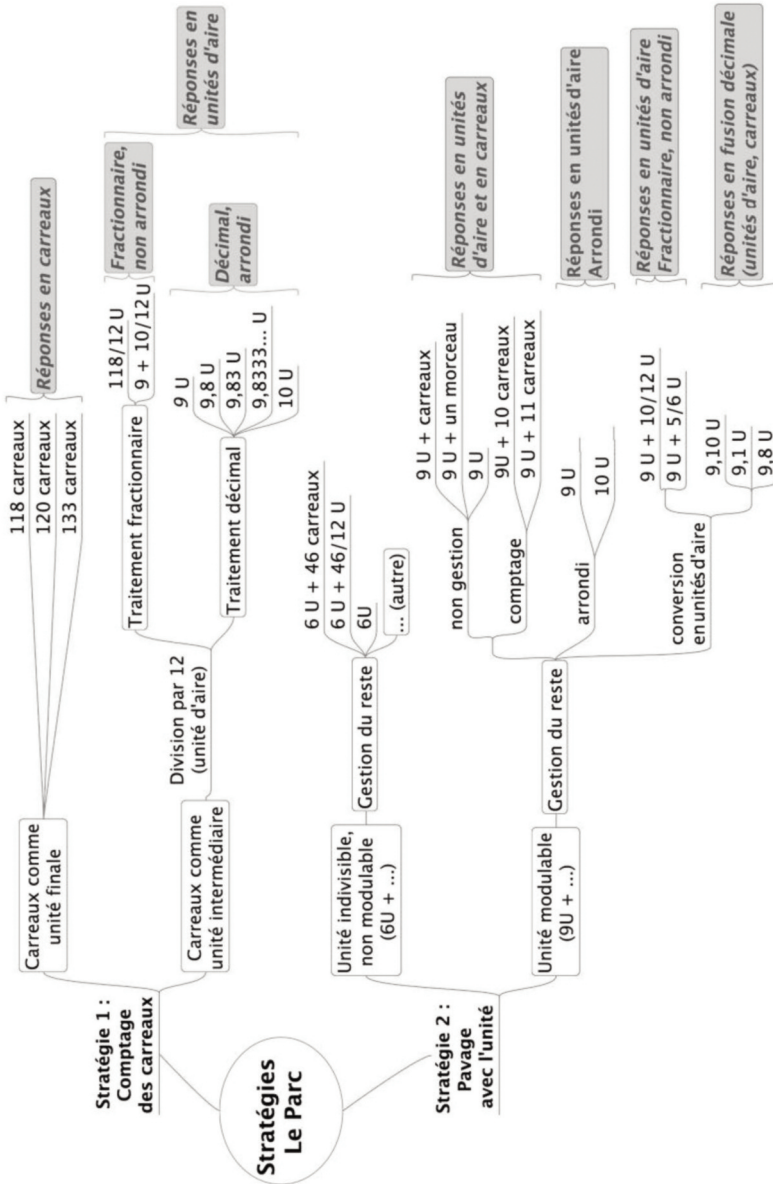 Stratégies
Le Parc
Stratégie 1 :
Comptage
des carreaux
Carreaux comme
unité finale
118 carreaux
120 carreaux
133 carreaux
Réponses en carreaux
Carreaux comme
unité intermédiaire
Division par 12
(unité d'aire)
Traitement fractionnaire
118/12 U
9 + 10/12 U
Fractionnaire,
non arrondi
Traitement décimal
9 U
9,8 U
9,83 U
9,8333... U
10 U
Décimal,
arrondi
Réponses en
unités d'aire
Stratégie 2 :
Pavage
avec l'unité
Unité indivisible,
non modulable
(6U + ...)
Gestion du reste
6 U + 46 carreaux
6 U + 46/12 U
6U
... (autre)
Unité modulable
(9U + ...)
Gestion du reste
non gestion
9 U + carreaux
9 U + un morceau
9U
comptage
9U + 10 carreaux
9 U + 11 carreaux
Réponses en unités
d'aire et en carreaux
arrondi
9 U
10 U
Réponses en unités d'aire
Arrondi
conversion
en unités d'aire
9 U + 10/12 U
9 U + 5/6 U
Réponses en unités d'aire
Fractionnaire, non arrondi
9,10 U
9,1 U
9,8 U
Réponses en fusion décimale
(unités d'aire, carreaux)